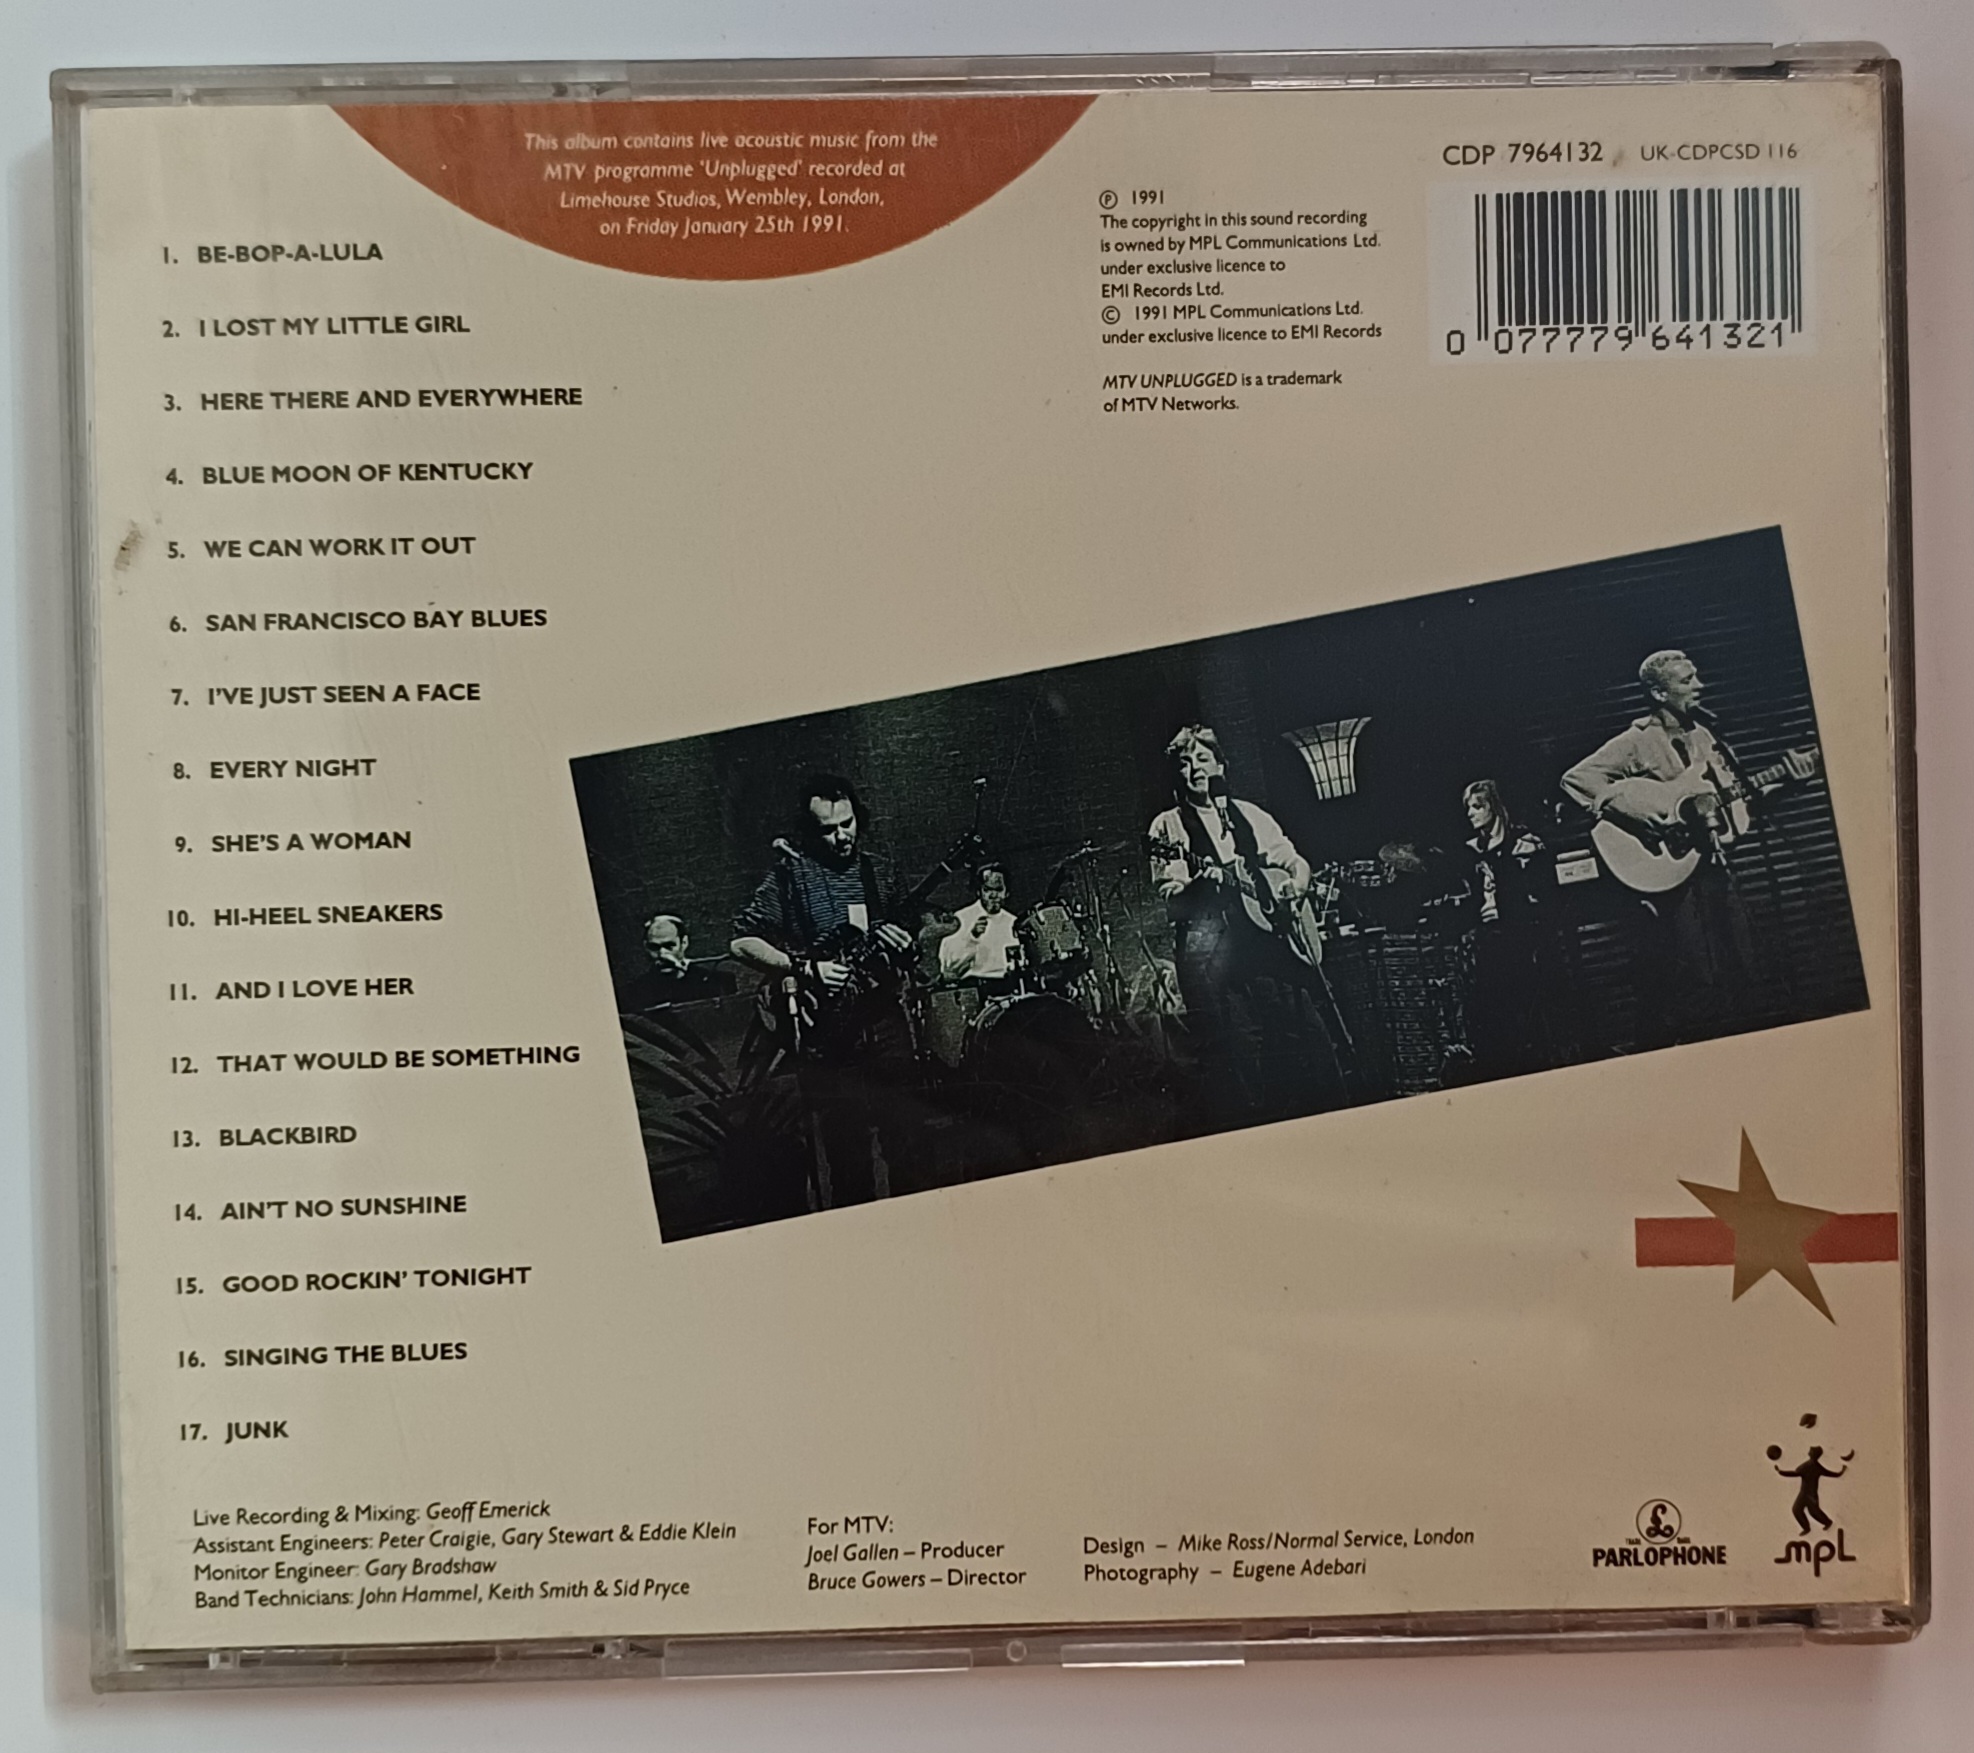 This album contains live acoustic music from the
MTV programme 'Unplugged' recorded at
Limehouse Studios, Wembley, London,
on Friday January 25th 1991.
CDP 7964132 UK-CDPCSD 116
℗ 1991
The copyright in this sound recording
is owned by MPL Communications Ltd.
under exclusive licence to
EMI Records Ltd.
© 1991 MPL Communications Ltd.
under exclusive licence to EMI Records
MTV UNPLUGGED is a trademark
of MTV Networks.
0 077779 641321
1. BE-BOP-A-LULA
2. I LOST MY LITTLE GIRL
3. HERE THERE AND EVERYWHERE
4. BLUE MOON OF KENTUCKY
5. WE CAN WORK IT OUT
6. SAN FRANCISCO BAY BLUES
7. I'VE JUST SEEN A FACE
8. EVERY NIGHT
9. SHE'S A WOMAN
10. HI-HEEL SNEAKERS
11. AND I LOVE HER
12. THAT WOULD BE SOMETHING
13. BLACKBIRD
14. AIN'T NO SUNSHINE
15. GOOD ROCKIN' TONIGHT
16. SINGING THE BLUES
17. JUNK
Live Recording & Mixing: Geoff Emerick
Assistant Engineers: Peter Craigie, Gary Stewart & Eddie Klein
Monitor Engineer: Gary Bradshaw
Band Technicians: John Hammel, Keith Smith & Sid Pryce
For MTV:
Joel Gallen – Producer
Bruce Gowers – Director
Design – Mike Ross/Normal Service, London
Photography – Eugene Adebari
£
TRADE MARK
PARLOPHONE
mpL